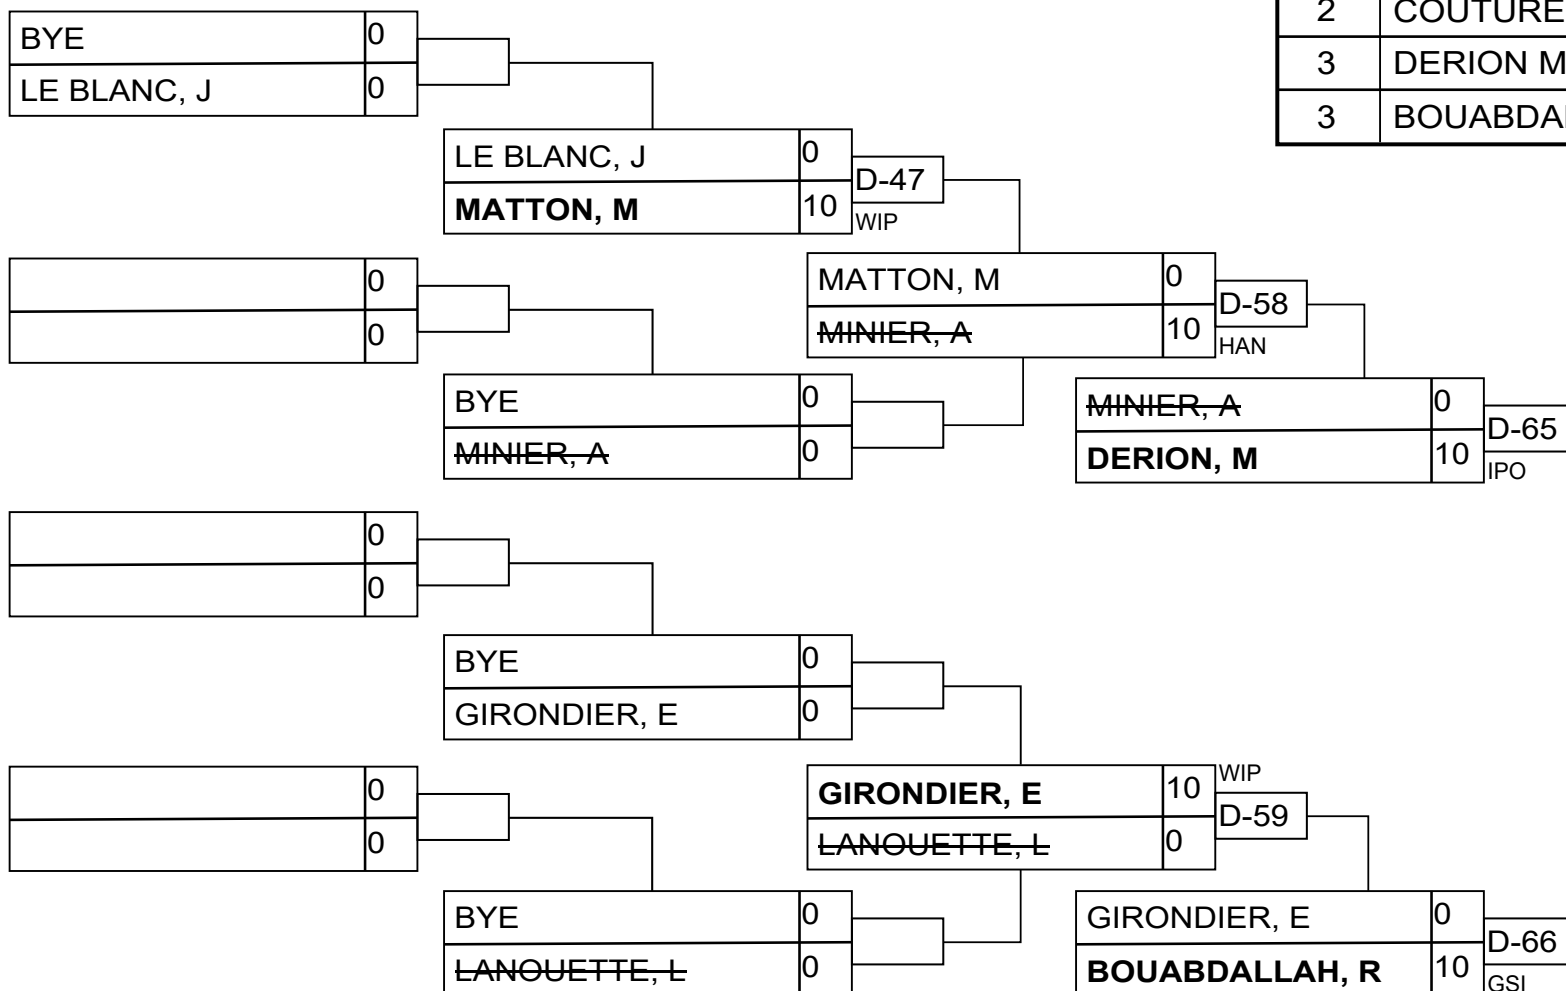 BYE 0
LE BLANC, J 0
2 COUTURE
3 DERION M
3
LE BLANC, J 0
MATTON, M 10
D-47
WIP
0
0
MATTON, M 0
MINIER, A 10
D-58
HAN
BYE 0
MINIER, A 0
MINIER, A 0
DERION, M 10
D-65
IPO
0
0
BYE 0
GIRONDIER, E 0
0
0
GIRONDIER, E 10
LANOUETTE, L 0
WIP
D-59
BYE 0
LANOUETTE, L 0
GIRONDIER, E 0
BOUABDALLAH, R 10
D-66
GSI